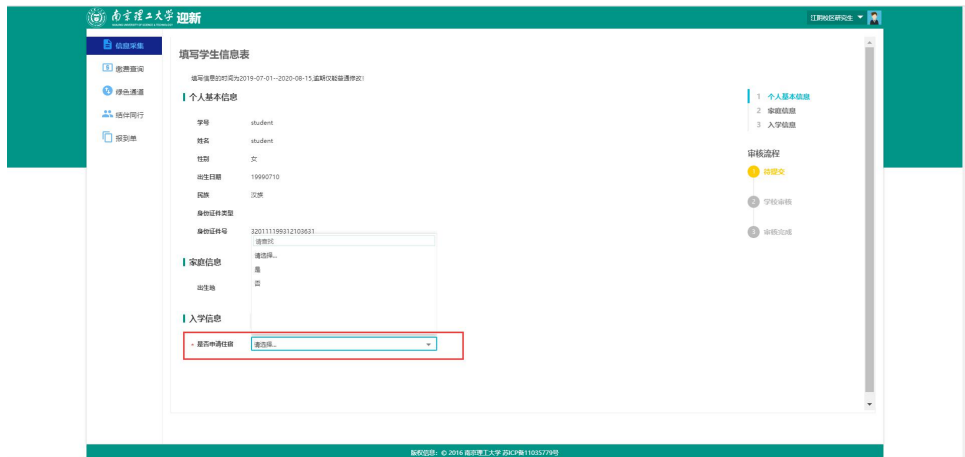 南京理工大学 迎新
江阴校区研究生
信息采集
缴费查询
绿色通道
结伴同行
报到单
填写学生信息表
填写信息的时间为2019-07-01--2020-08-15,逾期仅能普通修改!
个人基本信息
学号 student
姓名 student
性别 女
出生日期 19990710
民族 汉族
身份证件类型
身份证件号 320111199312103631
请查找
请选择...
是
否
家庭信息
出生地
入学信息
* 是否申请住宿 请选择...
1 个人基本信息
2 家庭信息
3 入学信息
审核流程
1 待提交
2 学校审核
3 审核完成
版权信息: © 2016 南京理工大学 苏ICP备11035779号